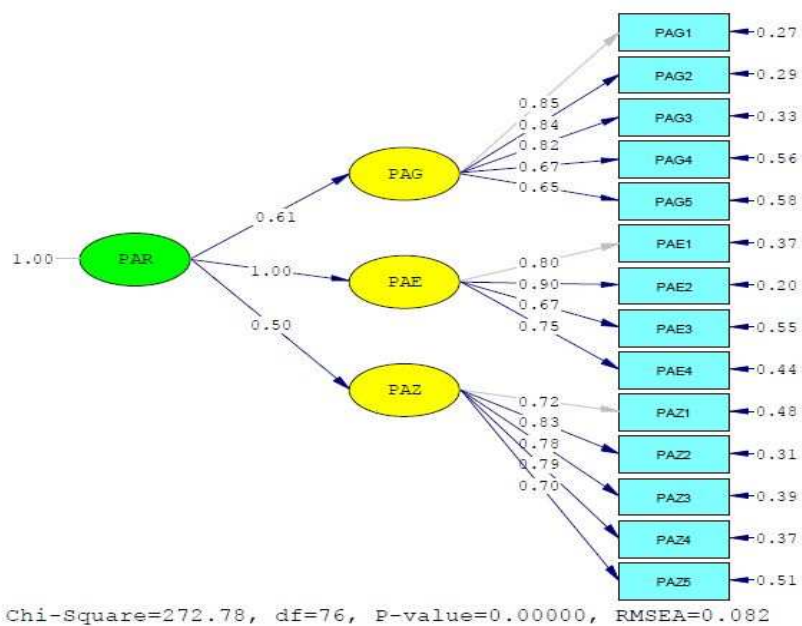 PAG1
0.27
PAG2
0.29
0.85
0.84
PAG3
0.33
0.82
0.67
PAG4
0.56
PAG
0.65
PAG5
0.58
0.61
PAE1
0.37
1.00
PAR
0.80
1.00
PAE
0.90
PAE2
0.20
0.67
0.75
PAE3
0.55
0.50
PAE4
0.44
PAZ
0.72
PAZ1
0.48
0.83
0.78
PAZ2
0.31
0.79
0.70
PAZ3
0.39
PAZ4
0.37
PAZ5
0.51
Chi-Square=272.78, df=76, P-value=0.00000, RMSEA=0.082